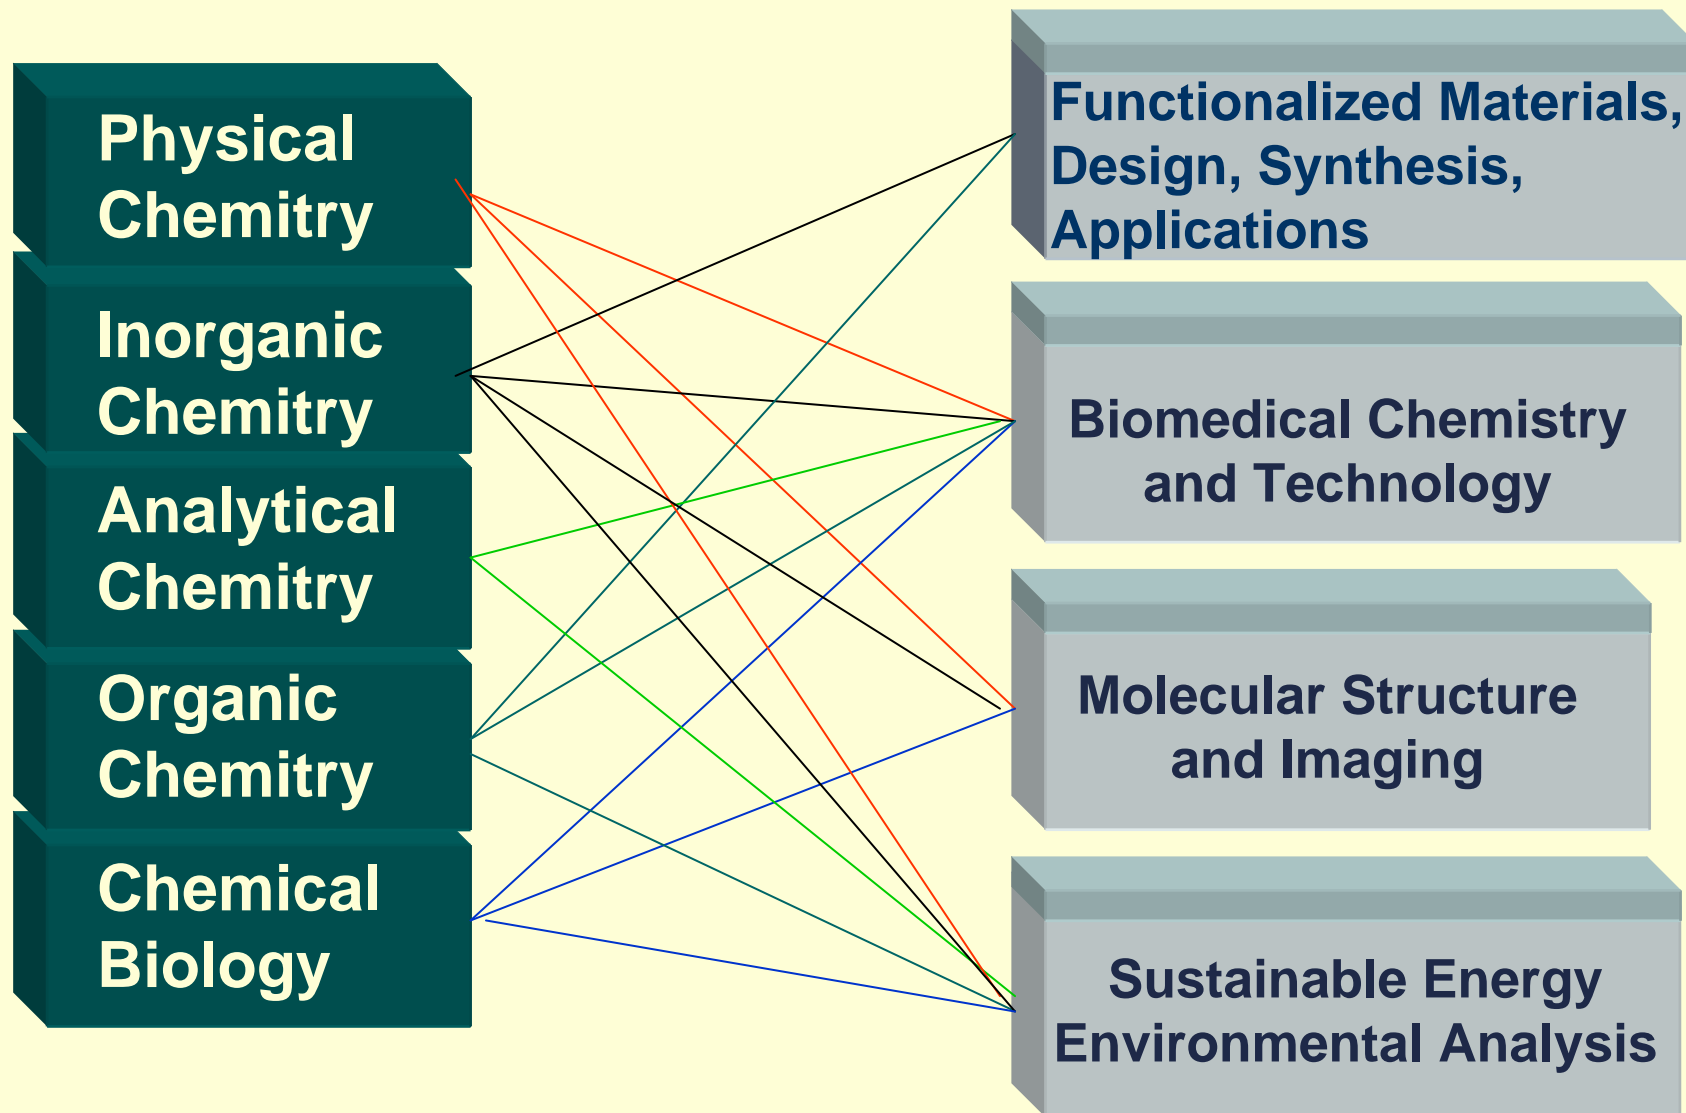 Physical
Chemitry
Inorganic
Chemitry
Analytical
Chemitry
Organic
Chemitry
Chemical
Biology
Functionalized Materials,
Design, Synthesis,
Applications
Biomedical Chemistry
and Technology
Molecular Structure
and Imaging
Sustainable Energy
Environmental Analysis